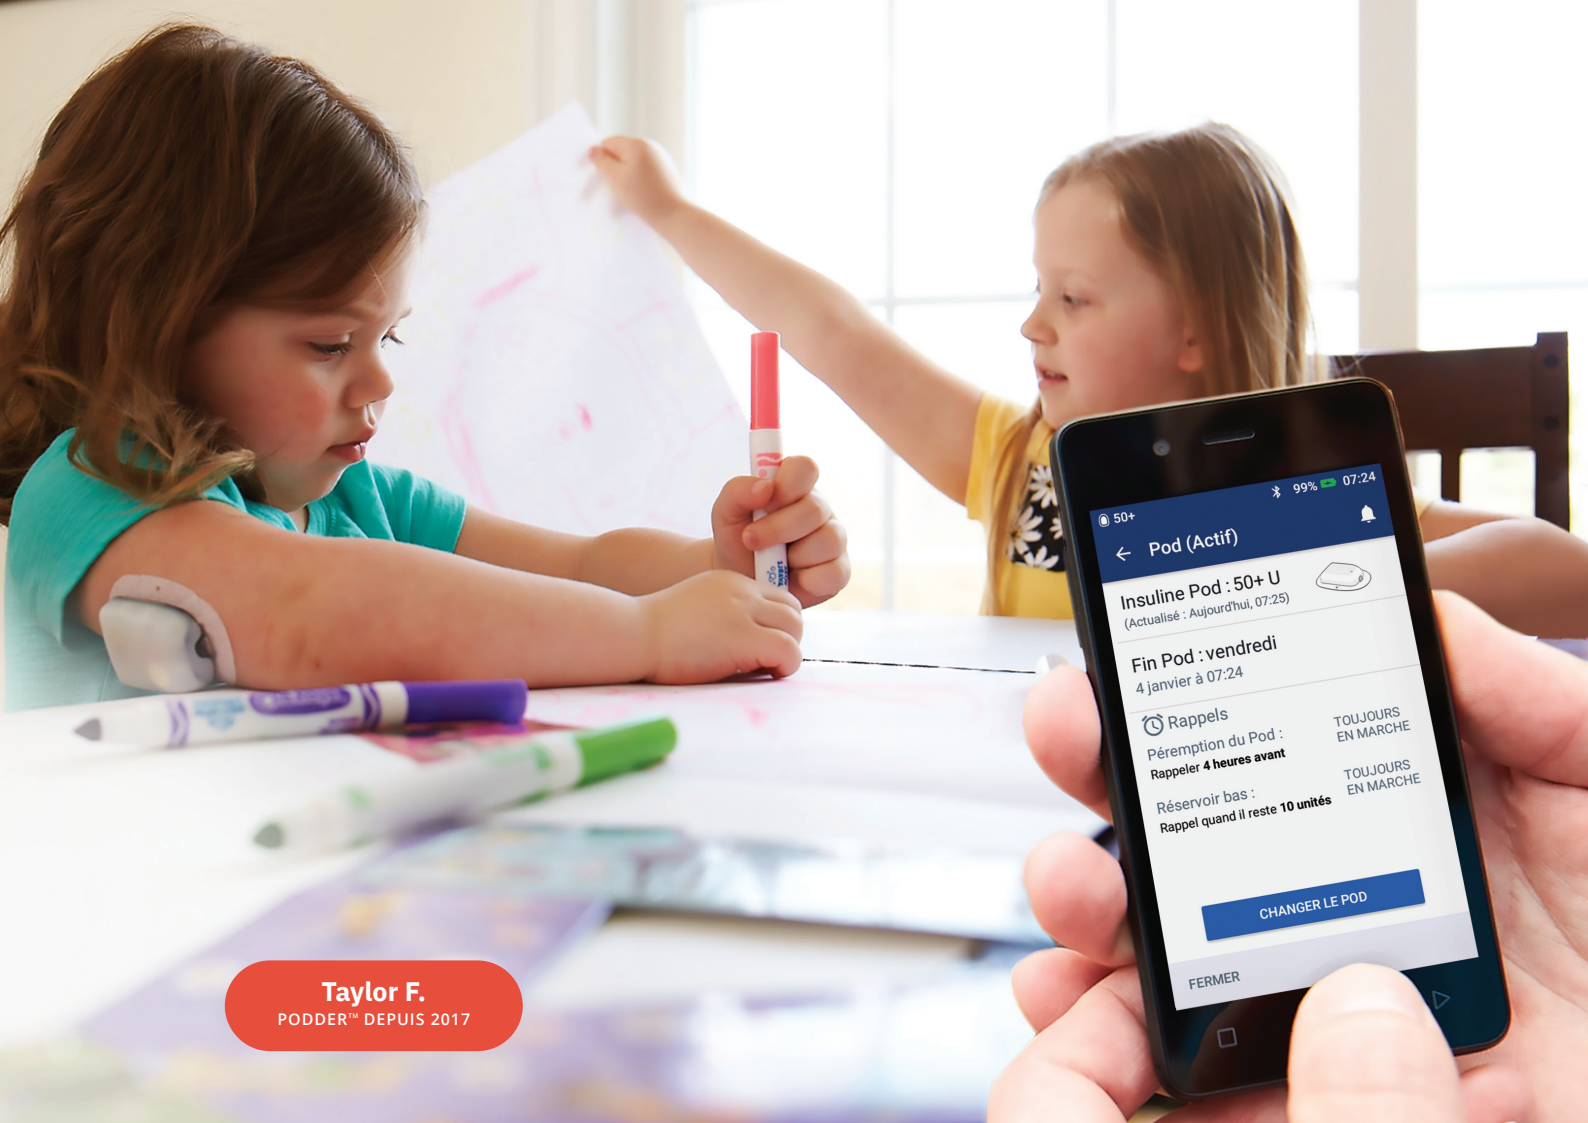 50+
99%
07:24
Pod (Actif)
Insuline Pod : 50+ U
(Actualisé : Aujourd'hui, 07:25)
Fin Pod : vendredi
4 janvier à 07:24
Rappels
Péremption du Pod :
Rappeler 4 heures avant
TOUJOURS
EN MARCHE
Réservoir bas :
Rappel quand il reste 10 unités
TOUJOURS
EN MARCHE
CHANGER LE POD
FERMER
Taylor F.
PODDER™ DEPUIS 2017